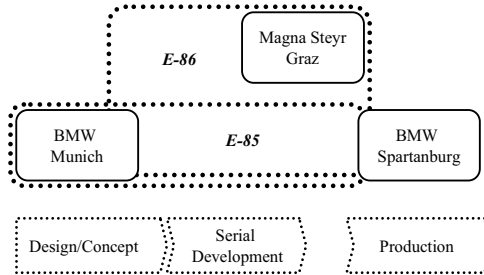 Magna Steyr
Graz
E-86
BMW
Munich
E-85
BMW
Spartanburg
Design/Concept
Serial
Development
Production